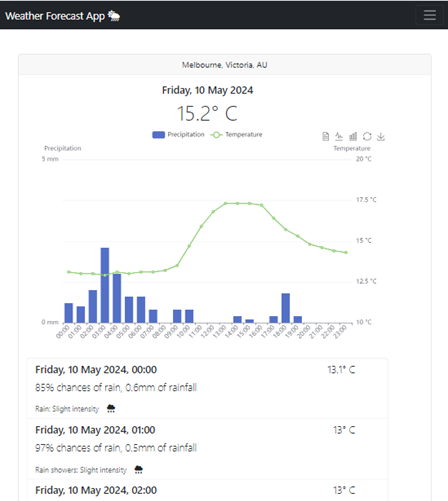 Weather Forecast App
Melbourne, Victoria, AU
Friday, 10 May 2024
15.2° C
Precipitation Temperature
Precipitation Temperature
5 mm 20 °C
17.5 °C
15 °C
12.5 °C
0 mm 10 °C
00:00 01:00 02:00 03:00 04:00 05:00 06:00 07:00 08:00 09:00 10:00 11:00 12:00 13:00 14:00 15:00 16:00 17:00 18:00 19:00 20:00 21:00 22:00 23:00
Friday, 10 May 2024, 00:00 13.1° C
85% chances of rain, 0.6mm of rainfall
Rain: Slight intensity
Friday, 10 May 2024, 01:00 13° C
97% chances of rain, 0.5mm of rainfall
Rain showers: Slight intensity
Friday, 10 May 2024, 02:00 13° C